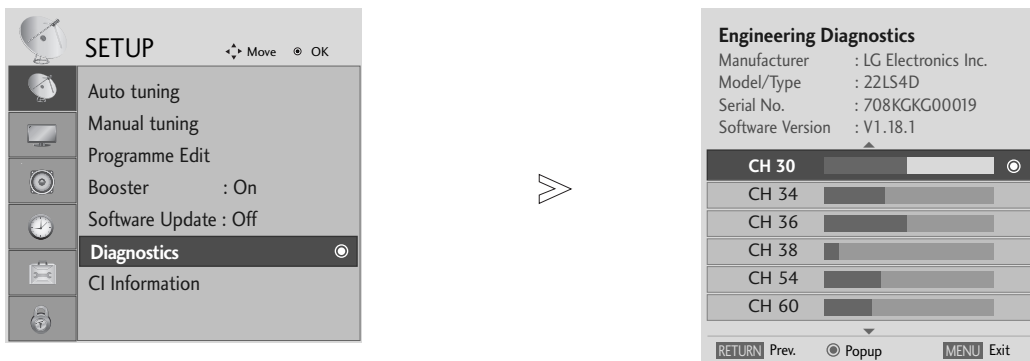 SETUP
Move OK
Auto tuning
Manual tuning
Programme Edit
Booster : On
Software Update : Off
Diagnostics
CI Information
Engineering Diagnostics
Manufacturer : LG Electronics Inc.
Model/Type : 22LS4D
Serial No. : 708KGKG00019
Software Version : V1.18.1
CH 30
CH 34
CH 36
CH 38
CH 54
CH 60
RETURN Prev. Popup MENU Exit